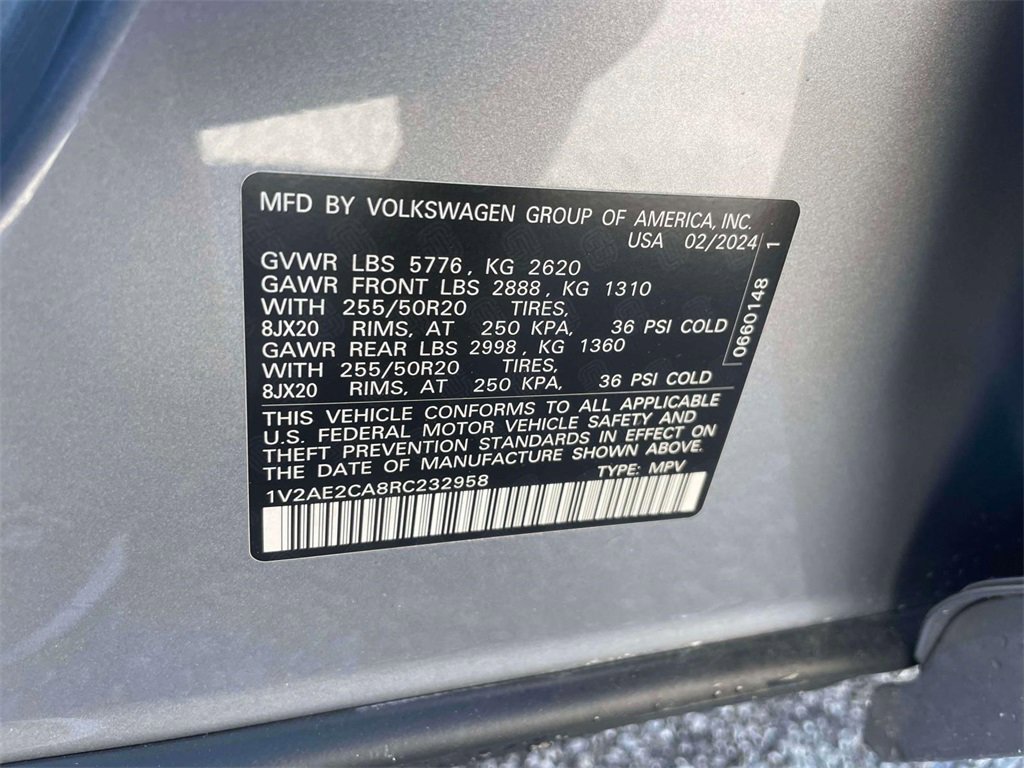 MFD BY VOLKSWAGEN GROUP OF AMERICA, INC.
USA 02/2024
GVWR LBS 5776, KG 2620
GAWR FRONT LBS 2888, KG 1310
WITH 255/50R20 TIRES,
8JX20 RIMS, AT 250 KPA, 36 PSI COLD
GAWR REAR LBS 2998, KG 1360
WITH 255/50R20 TIRES,
8JX20 RIMS, AT 250 KPA, 36 PSI COLD
0660148 1
THIS VEHICLE CONFORMS TO ALL APPLICABLE
U.S. FEDERAL MOTOR VEHICLE SAFETY AND
THEFT PREVENTION STANDARDS IN EFFECT ON
THE DATE OF MANUFACTURE SHOWN ABOVE.
1V2AE2CA8RC232958 TYPE: MPV